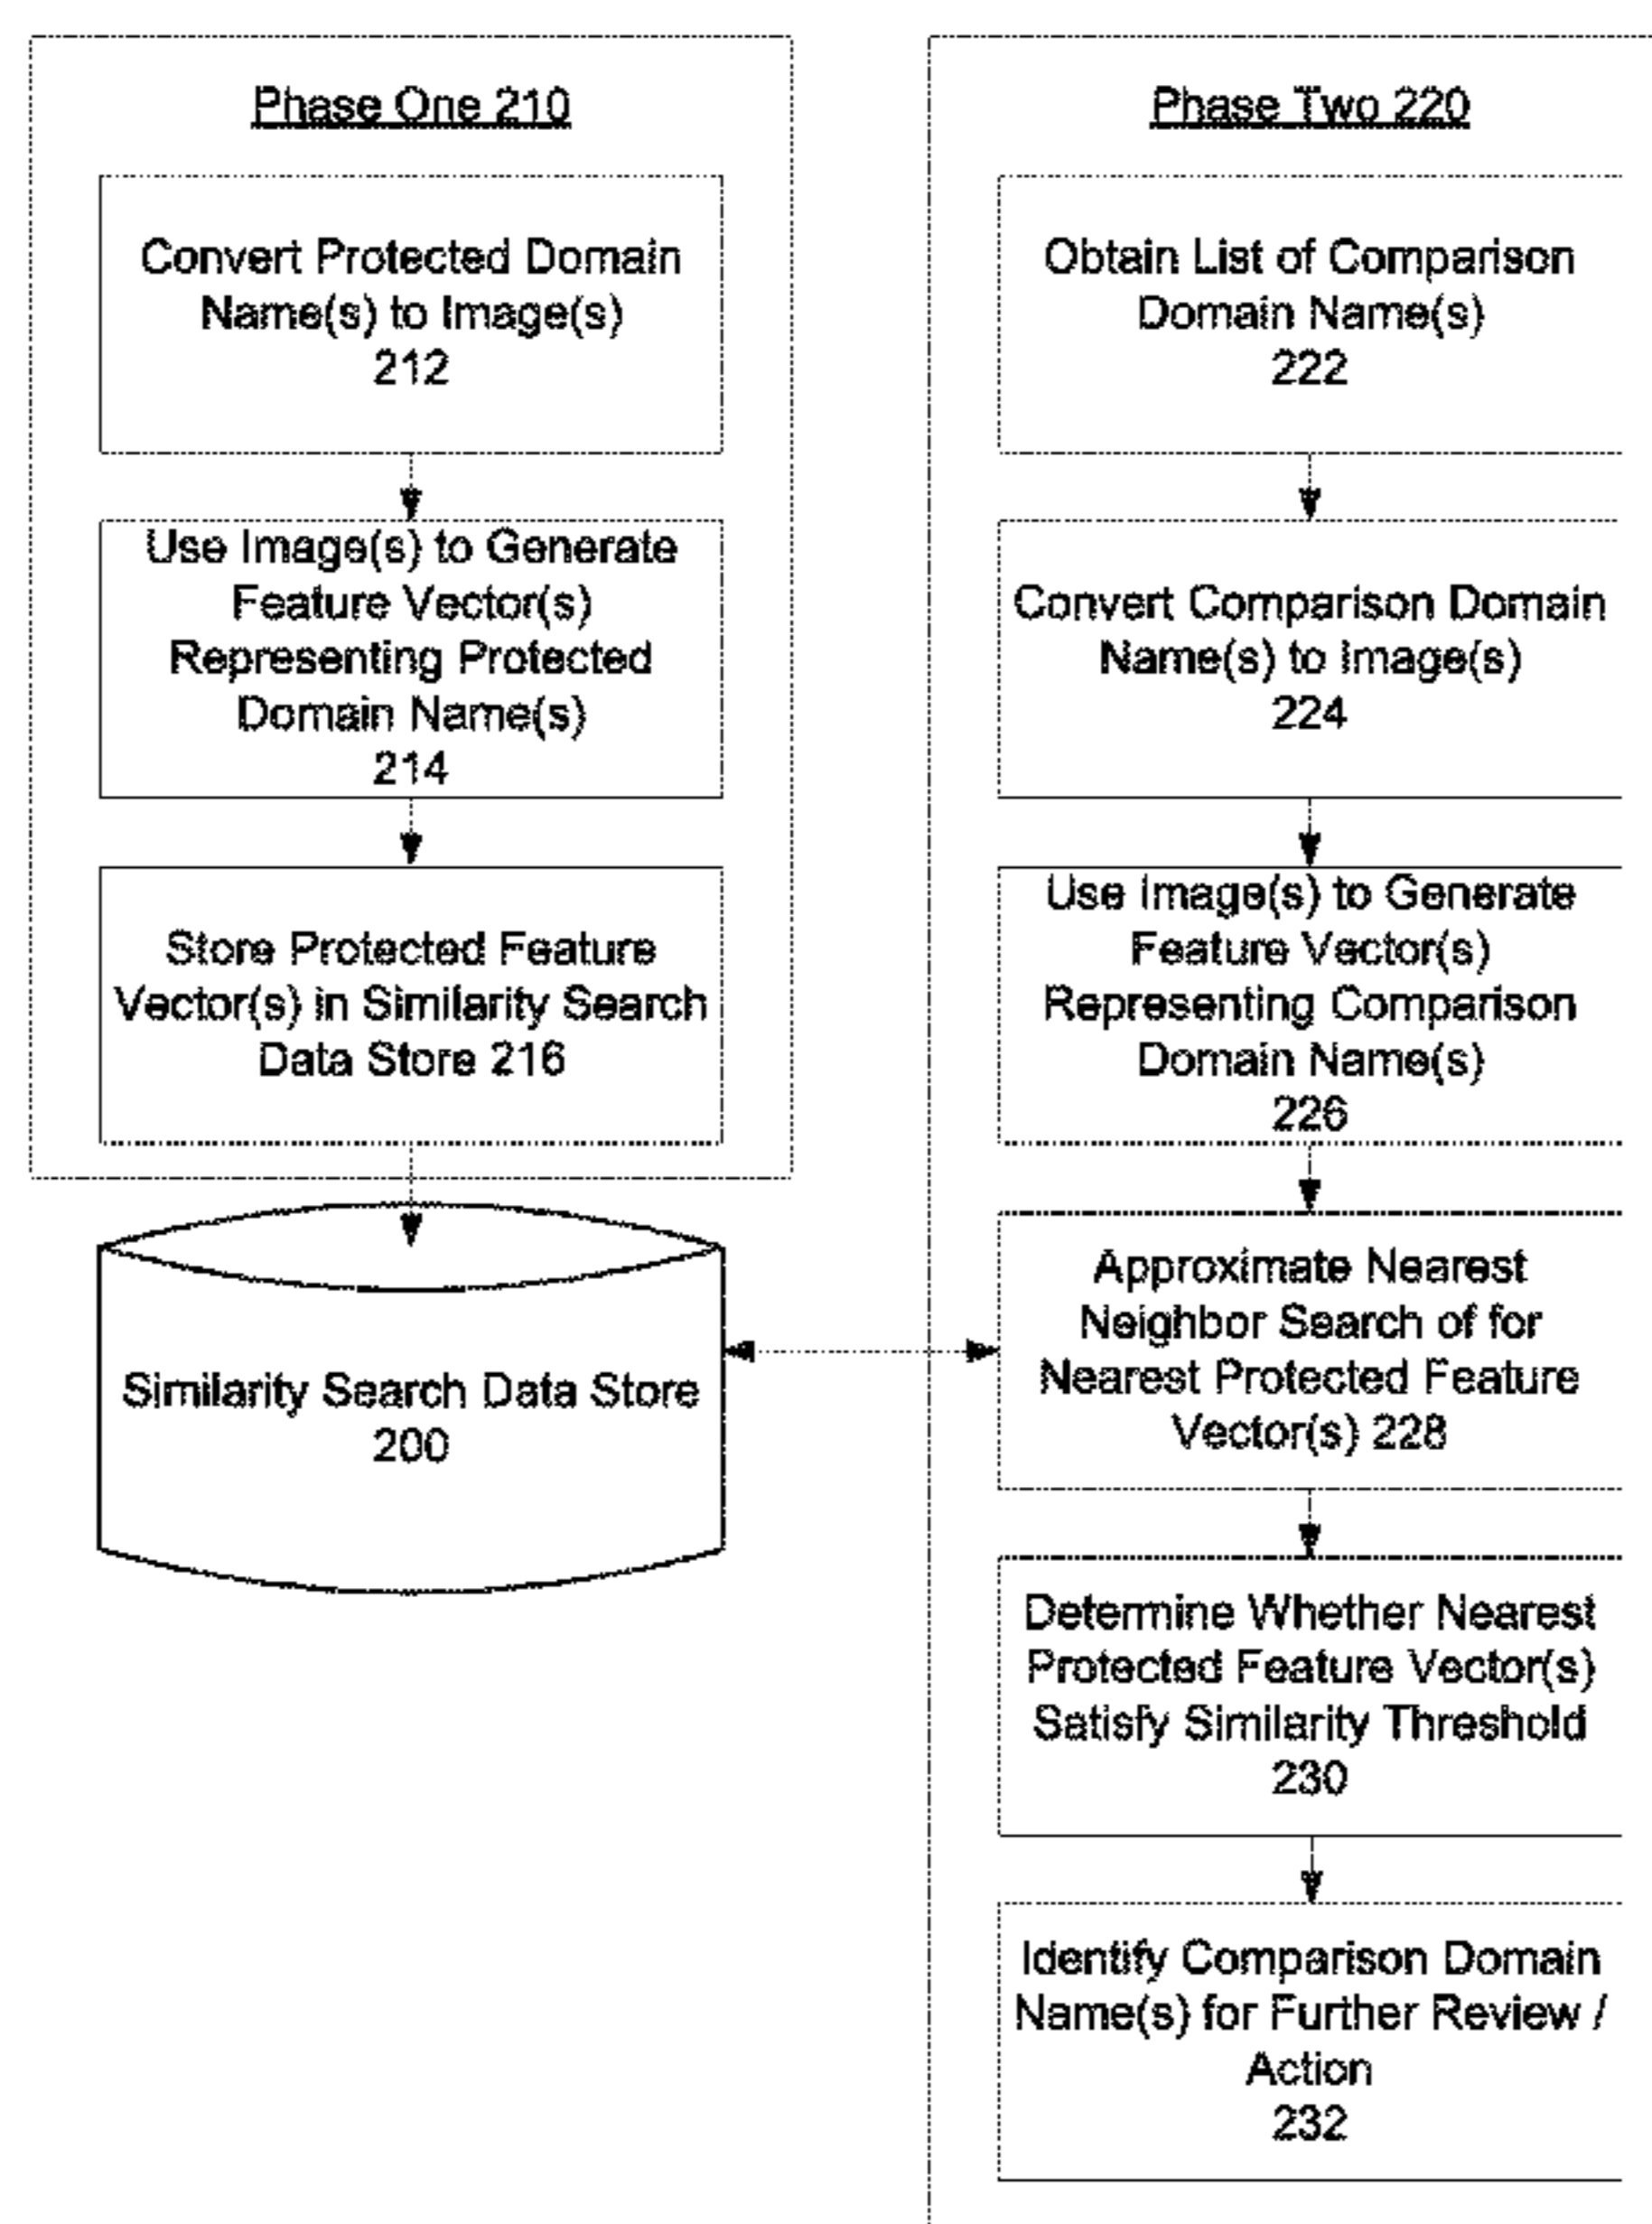 Phase One 210
Convert Protected Domain
Name(s) to Image(s)
212
Use Image(s) to Generate
Feature Vector(s)
Representing Protected
Domain Name(s)
214
Store Protected Feature
Vector(s) in Similarity Search
Data Store 216
Similarity Search Data Store
200
Phase Two 220
Obtain List of Comparison
Domain Name(s)
222
Convert Comparison Domain
Name(s) to Image(s)
224
Use Image(s) to Generate
Feature Vector(s)
Representing Comparison
Domain Name(s)
226
Approximate Nearest
Neighbor Search of for
Nearest Protected Feature
Vector(s) 228
Determine Whether Nearest
Protected Feature Vector(s)
Satisfy Similarity Threshold
230
Identify Comparison Domain
Name(s) for Further Review /
Action
232